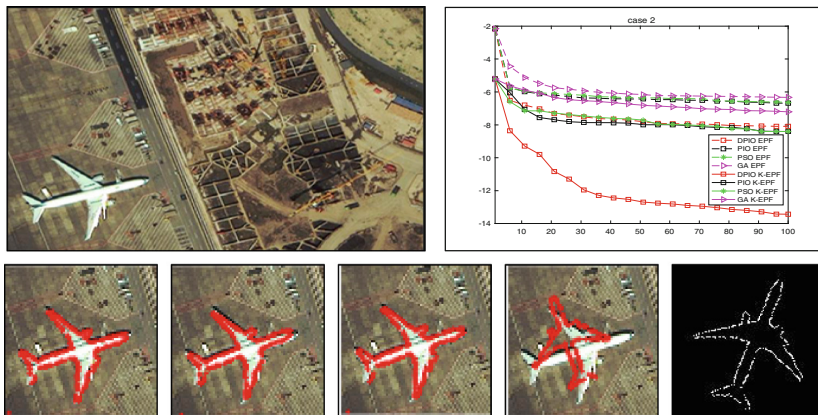 case 2
-2
-4
-6
-8
-10
-12
-14
10 20 30 40 50 60 70 80 90 100
DPIO EPF
PIO EPF
PSO EPF
GA EPF
DPIO K-EPF
PIO K-EPF
PSO K-EPF
GA K-EPF